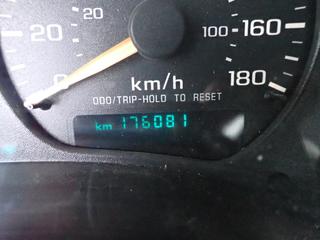 20 20 100 160
0 km/h 180
ODO/TRIP-HOLD TO RESET
km 176081